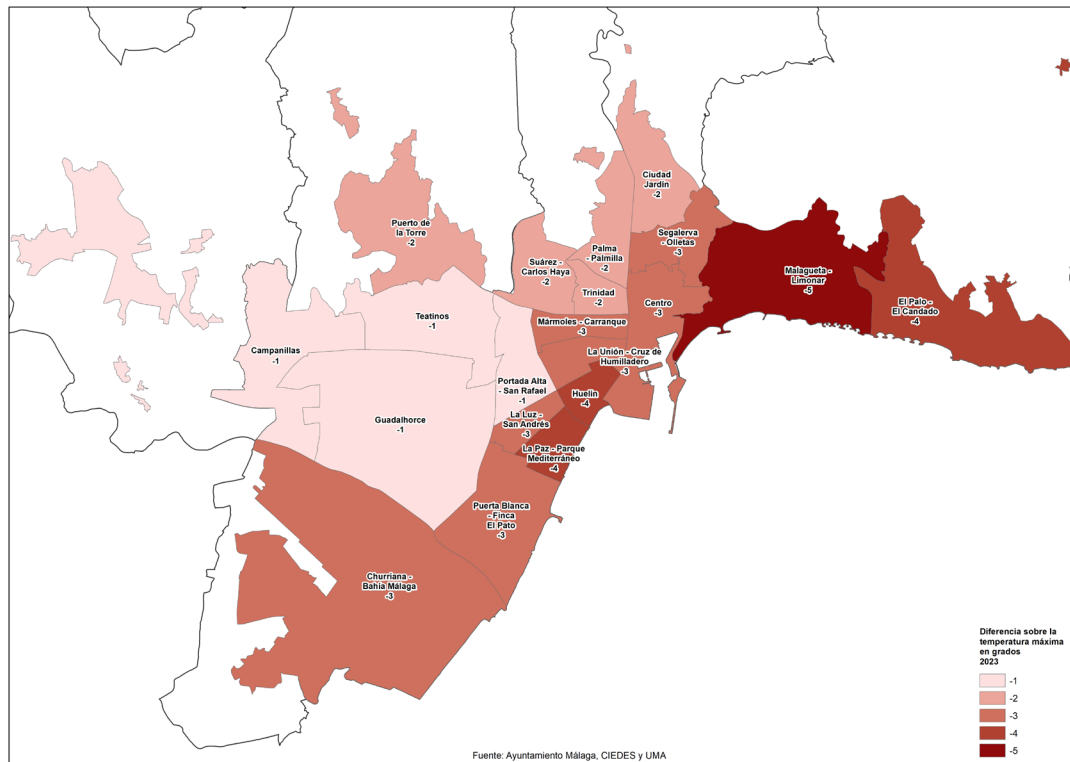 Ciudad
Jardín
-2
Puerto de
la Torre
-2
Segalerva
- Olletas
-3
Palma
- Palmilla
-2
Suárez -
Carlos Haya
-2
Malagueta -
Limonar
-5
Trinidad
-2
Centro
-3
El Palo -
El Candado
-4
Teatinos
-1
Mármoles - Carranque
-3
Campanillas
-1
La Unión - Cruz de
Humilladero
-3
Portada Alta
- San Rafael
-1
Huelin
-4
La Luz -
San Andrés
-3
Guadalhorce
-1
La Paz - Parque
Mediterráneo
-4
Puerta Blanca
- Finca
El Pato
-3
Churriana -
Bahía Málaga
-3
Diferencia sobre la
temperatura máxima
en grados
2023
-1
-2
-3
-4
-5
Fuente: Ayuntamiento Málaga, CIEDES y UMA